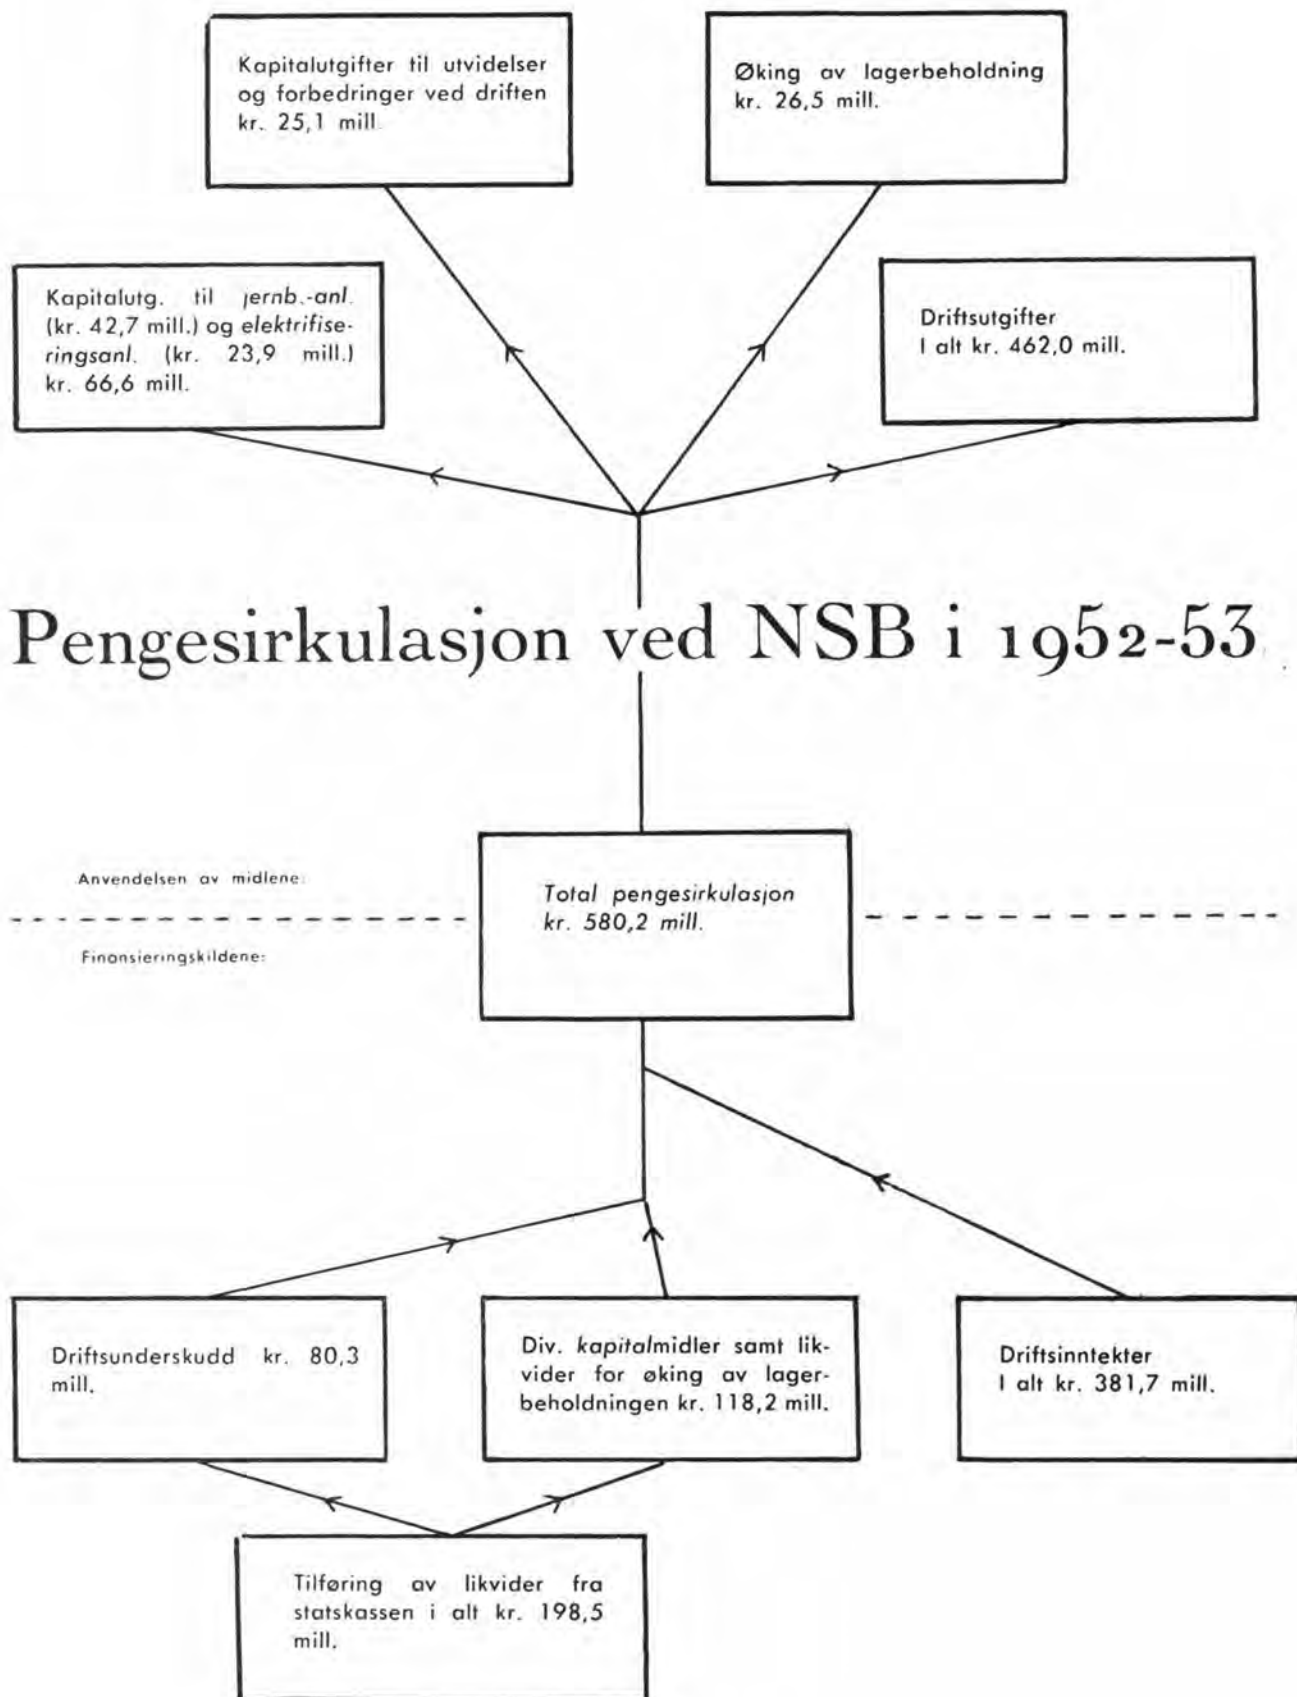 Kapitalutgifter til utvidelser
og forbedringer ved driften
kr. 25,1 mill.
Øking av lagerbeholdning
kr. 26,5 mill.
Kapitalutg. til jernb.-anl.
(kr. 42,7 mill.) og elektrifise-
ringsanl. (kr. 23,9 mill.)
kr. 66,6 mill.
Driftsutgifter
I alt kr. 462,0 mill.
Pengesirkulasjon ved NSB i 1952-53
Anvendelsen av midlene:
Total pengesirkulasjon
kr. 580,2 mill.
Finansieringskildene:
Driftsunderskudd kr. 80,3
mill.
Div. kapitalmidler samt lik-
vider for øking av lager-
beholdningen kr. 118,2 mill.
Driftsinntekter
I alt kr. 381,7 mill.
Tilføring av likvider fra
statskassen i alt kr. 198,5
mill.